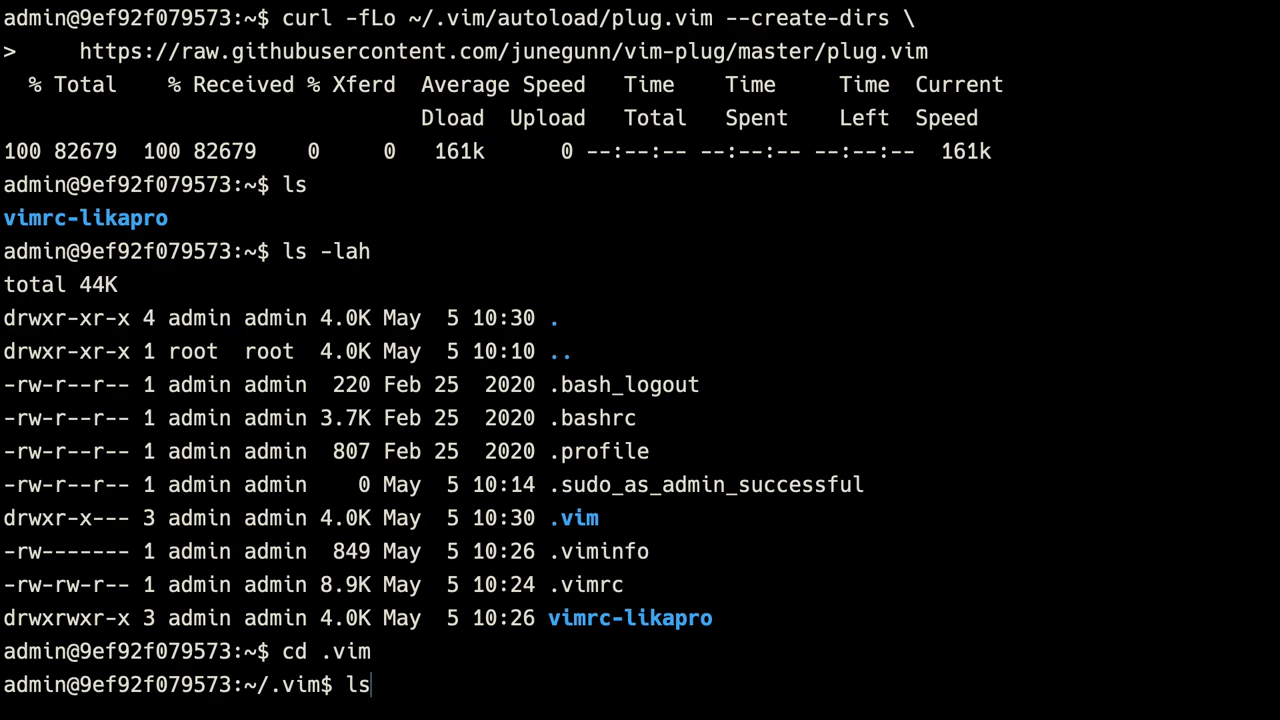 admin@9ef92f079573:~$ curl -fLo ~/.vim/autoload/plug.vim --create-dirs \
>     https://raw.githubusercontent.com/junegunn/vim-plug/master/plug.vim
  % Total    % Received % Xferd  Average Speed   Time    Time     Time  Current
                                 Dload  Upload   Total   Spent    Left  Speed
100 82679  100 82679    0     0   161k      0 --:--:-- --:--:-- --:--:--  161k
admin@9ef92f079573:~$ ls
vimrc-likapro
admin@9ef92f079573:~$ ls -lah
total 44K
drwxr-xr-x 4 admin admin 4.0K May  5 10:30 .
drwxr-xr-x 1 root  root  4.0K May  5 10:10 ..
-rw-r--r-- 1 admin admin  220 Feb 25  2020 .bash_logout
-rw-r--r-- 1 admin admin 3.7K Feb 25  2020 .bashrc
-rw-r--r-- 1 admin admin  807 Feb 25  2020 .profile
-rw-r--r-- 1 admin admin    0 May  5 10:14 .sudo_as_admin_successful
drwxr-x--- 3 admin admin 4.0K May  5 10:30 .vim
-rw------- 1 admin admin  849 May  5 10:26 .viminfo
-rw-rw-r-- 1 admin admin 8.9K May  5 10:24 .vimrc
drwxrwxr-x 3 admin admin 4.0K May  5 10:26 vimrc-likapro
admin@9ef92f079573:~$ cd .vim
admin@9ef92f079573:~/.vim$ ls